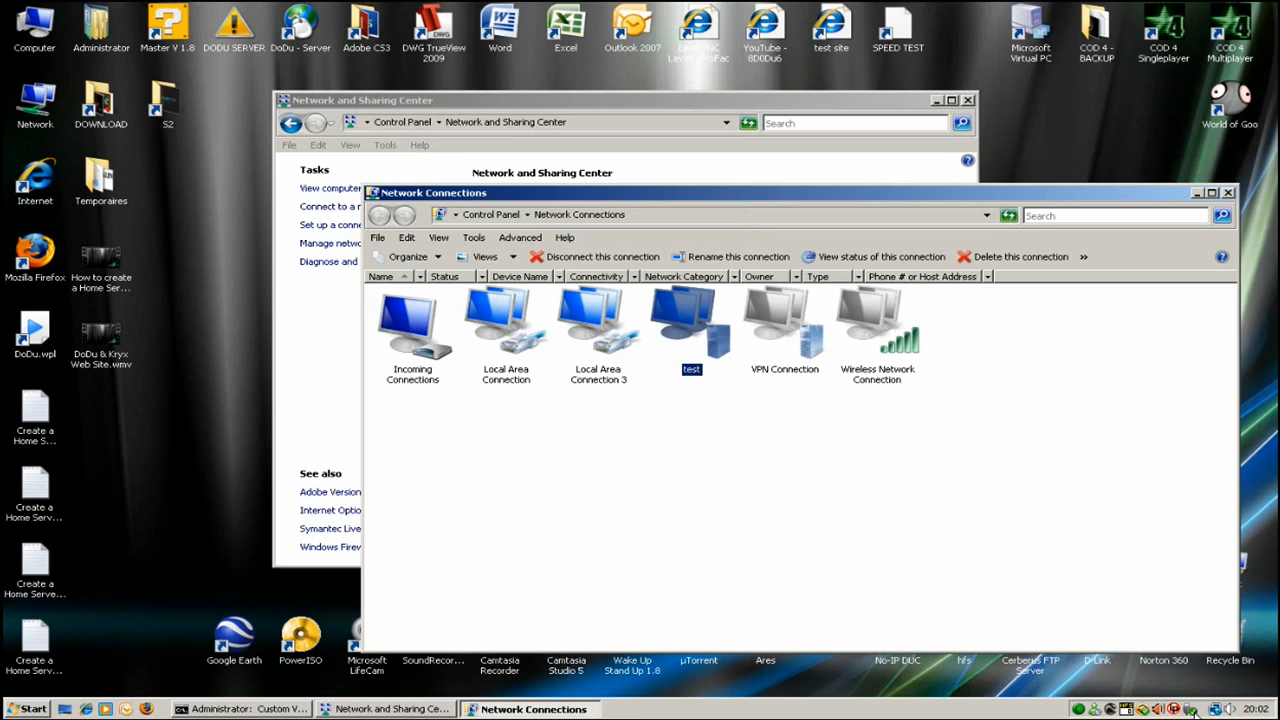 Computer
Administrator
Master V 1.8
DODU SERVER
DoDu - Server
Adobe CS3
DWG TrueView 2009
Word
Excel
Outlook 2007
YouTube - 8D0Du6
test site
SPEED TEST
Microsoft Virtual PC
COD 4 - BACKUP
COD 4 Singleplayer
COD 4 Multiplayer
Network
DOWNLOAD
S2
World of Goo
Internet
Temporaires
Mozilla Firefox
How to create a Home Ser...
DoDu.wpl
DoDu & Kryx Web Site.wmv
Create a Home S...
Create a Home Serv...
Create a Home Serve...
Create a Home Serv...
Network and Sharing Center
Control Panel
Network and Sharing Center
Search
File
Edit
View
Tools
Help
Tasks
View computer
Connect to a n
Set up a conne
Manage netwo
Diagnose and
Network and Sharing Center
See also
Adobe Version
Internet Optio
Symantec Live
Windows Firew
Network Connections
Control Panel
Network Connections
Search
File
Edit
View
Tools
Advanced
Help
Organize
Views
Disconnect this connection
Rename this connection
View status of this connection
Delete this connection
»
Name
Status
Device Name
Connectivity
Network Category
Owner
Type
Phone # or Host Address
Incoming Connections
Local Area Connection
Local Area Connection 3
test
VPN Connection
Wireless Network Connection
Google Earth
PowerISO
Microsoft LifeCam
SoundRecor...
Camtasia Recorder
Camtasia Studio 5
Wake Up Stand Up 1.8
µTorrent
Ares
No-IP DUC
hfs
Cerberus FTP Server
D-Link
Norton 360
Recycle Bin
Start
Administrator: Custom V...
Network and Sharing Ce...
Network Connections
20:02